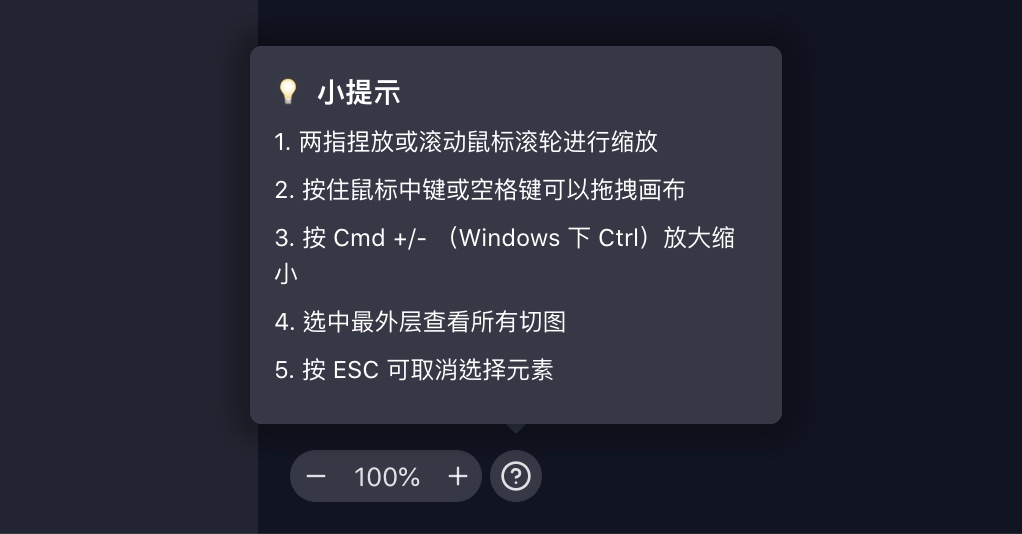 小提示
1. 两指捏放或滚动鼠标滚轮进行缩放
2. 按住鼠标中键或空格键可以拖拽画布
3. 按 Cmd +/- （Windows 下 Ctrl）放大缩
小
4. 选中最外层查看所有切图
5. 按 ESC 可取消选择元素
− 100% + ?